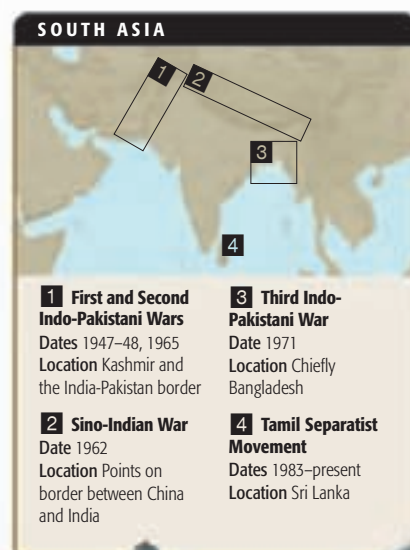 SOUTH ASIA
1
2
3
4
1 First and Second
Indo-Pakistani Wars
Dates 1947–48, 1965
Location Kashmir and
the India-Pakistan border
2 Sino-Indian War
Date 1962
Location Points on
border between China
and India
3 Third Indo-
Pakistani War
Date 1971
Location Chiefly
Bangladesh
4 Tamil Separatist
Movement
Dates 1983–present
Location Sri Lanka